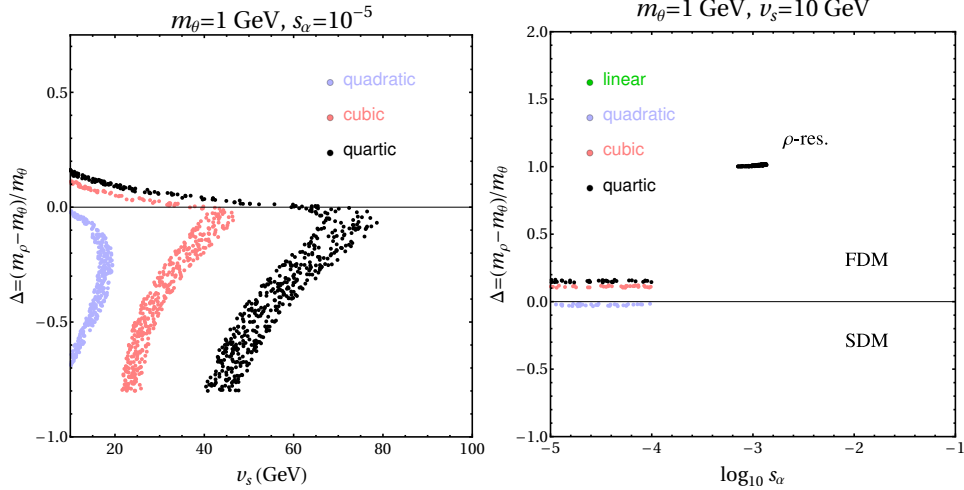 m_θ=1 GeV, s_α=10^-5
Δ=(m_ρ−m_θ)/m_θ
0.5
0.0
−0.5
−1.0
quadratic
cubic
quartic
20
40
60
80
100
v_s (GeV)
m_θ=1 GeV, v_s=10 GeV
Δ=(m_ρ−m_θ)/m_θ
2.0
1.5
1.0
0.5
0.0
−0.5
−1.0
linear
quadratic
cubic
quartic
ρ-res.
FDM
SDM
−5
−4
−3
−2
−1
log_10 s_α